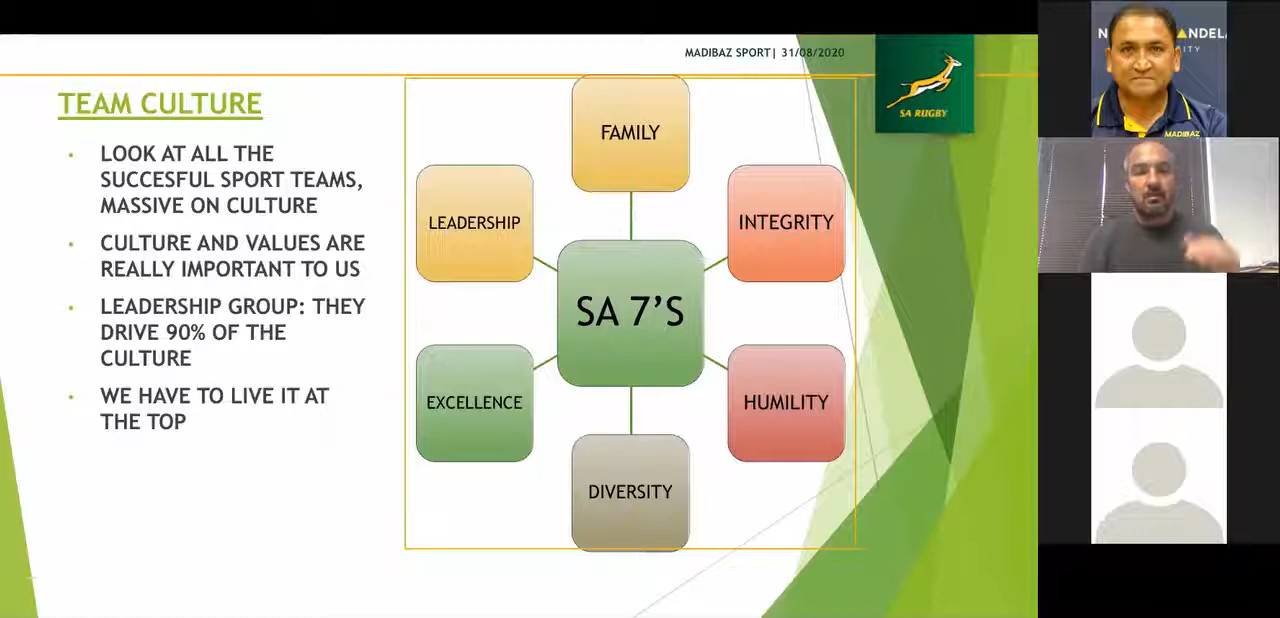 MADIBAZ SPORT| 31/08/2020
SA RUGBY
TEAM CULTURE
LOOK AT ALL THE
SUCCESFUL SPORT TEAMS,
MASSIVE ON CULTURE
CULTURE AND VALUES ARE
REALLY IMPORTANT TO US
LEADERSHIP GROUP: THEY
DRIVE 90% OF THE
CULTURE
WE HAVE TO LIVE IT AT
THE TOP
FAMILY
LEADERSHIP
INTEGRITY
SA 7’S
EXCELLENCE
HUMILITY
DIVERSITY
MADIBAZ